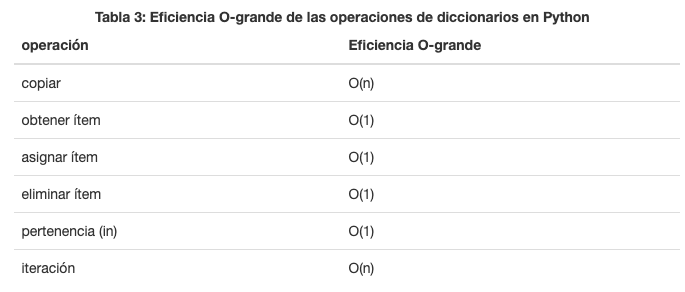 Tabla 3: Eficiencia O-grande de las operaciones de diccionarios en Python
operación Eficiencia O-grande
copiar O(n)
obtener ítem O(1)
asignar ítem O(1)
eliminar ítem O(1)
pertenencia (in) O(1)
iteración O(n)